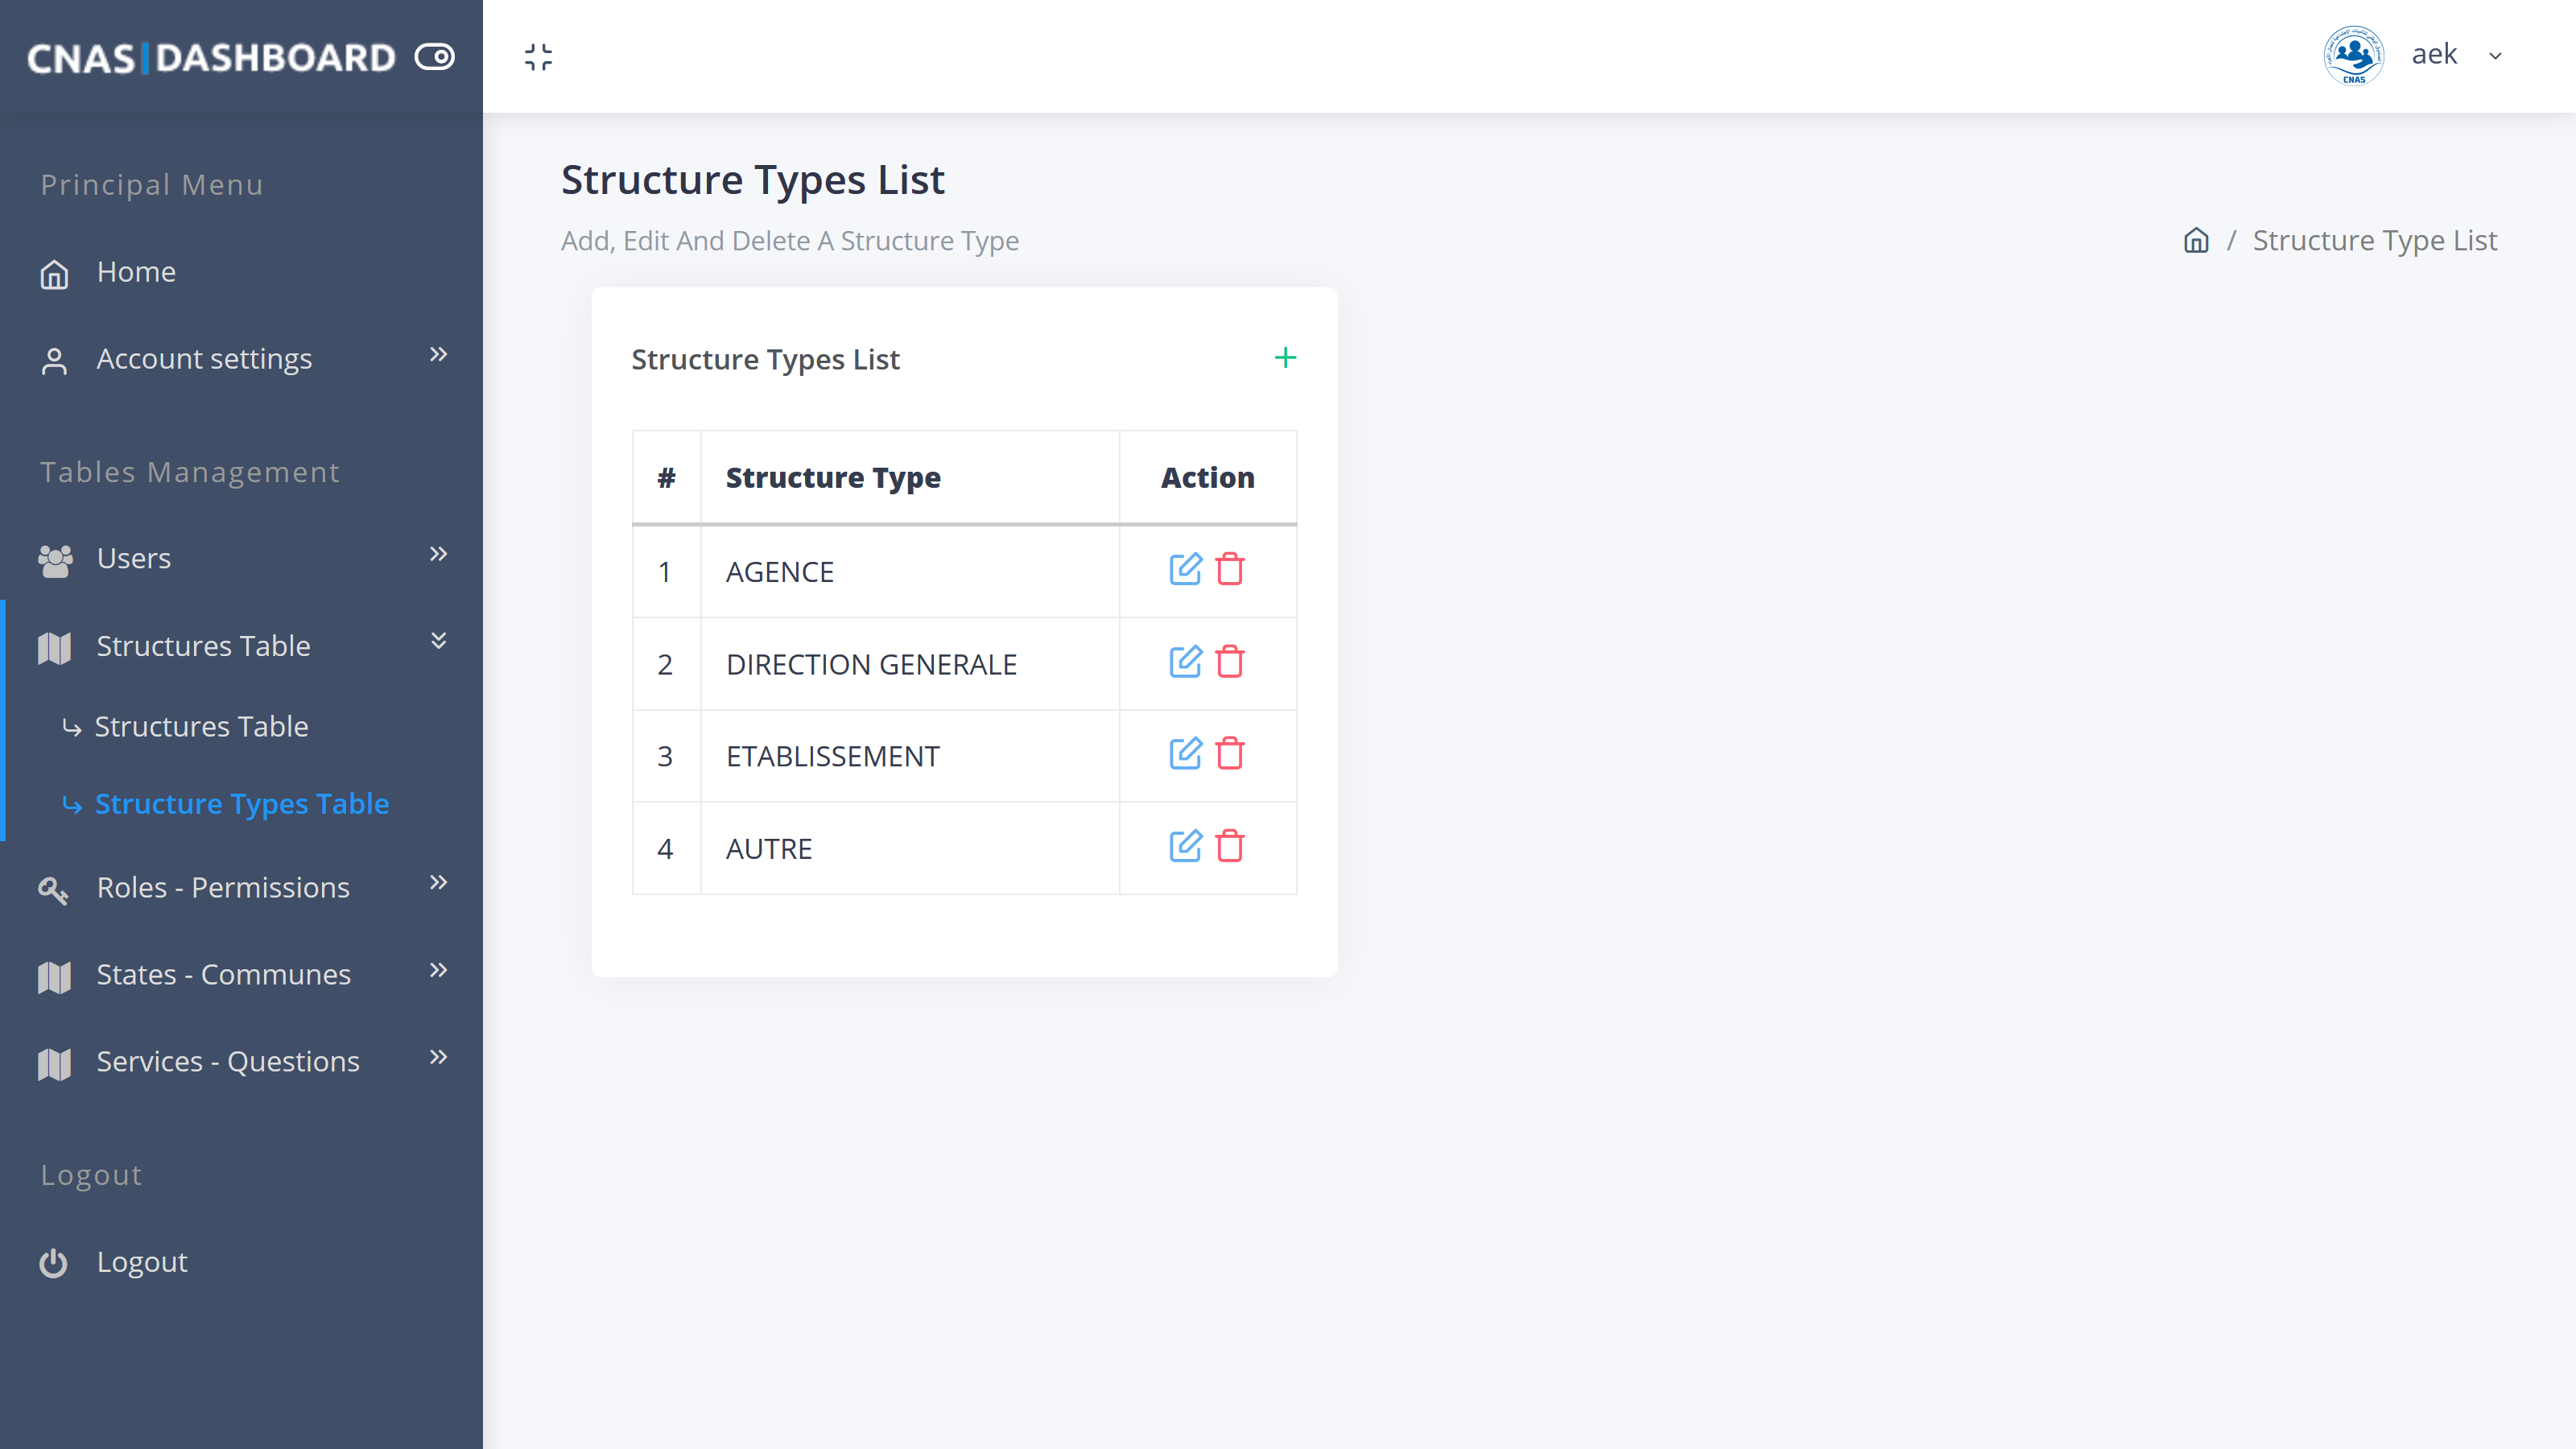 CNAS|DASHBOARD
aek
CNAS
Principal Menu
Home
Account settings
Tables Management
Users
Structures Table
Structures Table
Structure Types Table
Roles - Permissions
States - Communes
Services - Questions
Logout
Logout
Structure Types List
Add, Edit And Delete A Structure Type
/ Structure Type List
Structure Types List
# Structure Type Action
1 AGENCE
2 DIRECTION GENERALE
3 ETABLISSEMENT
4 AUTRE